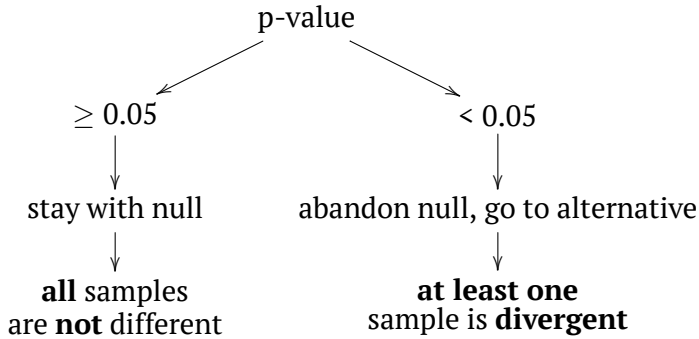 p-value
≥ 0.05
< 0.05
stay with null
abandon null, go to alternative
all samples
are not different
at least one
sample is divergent